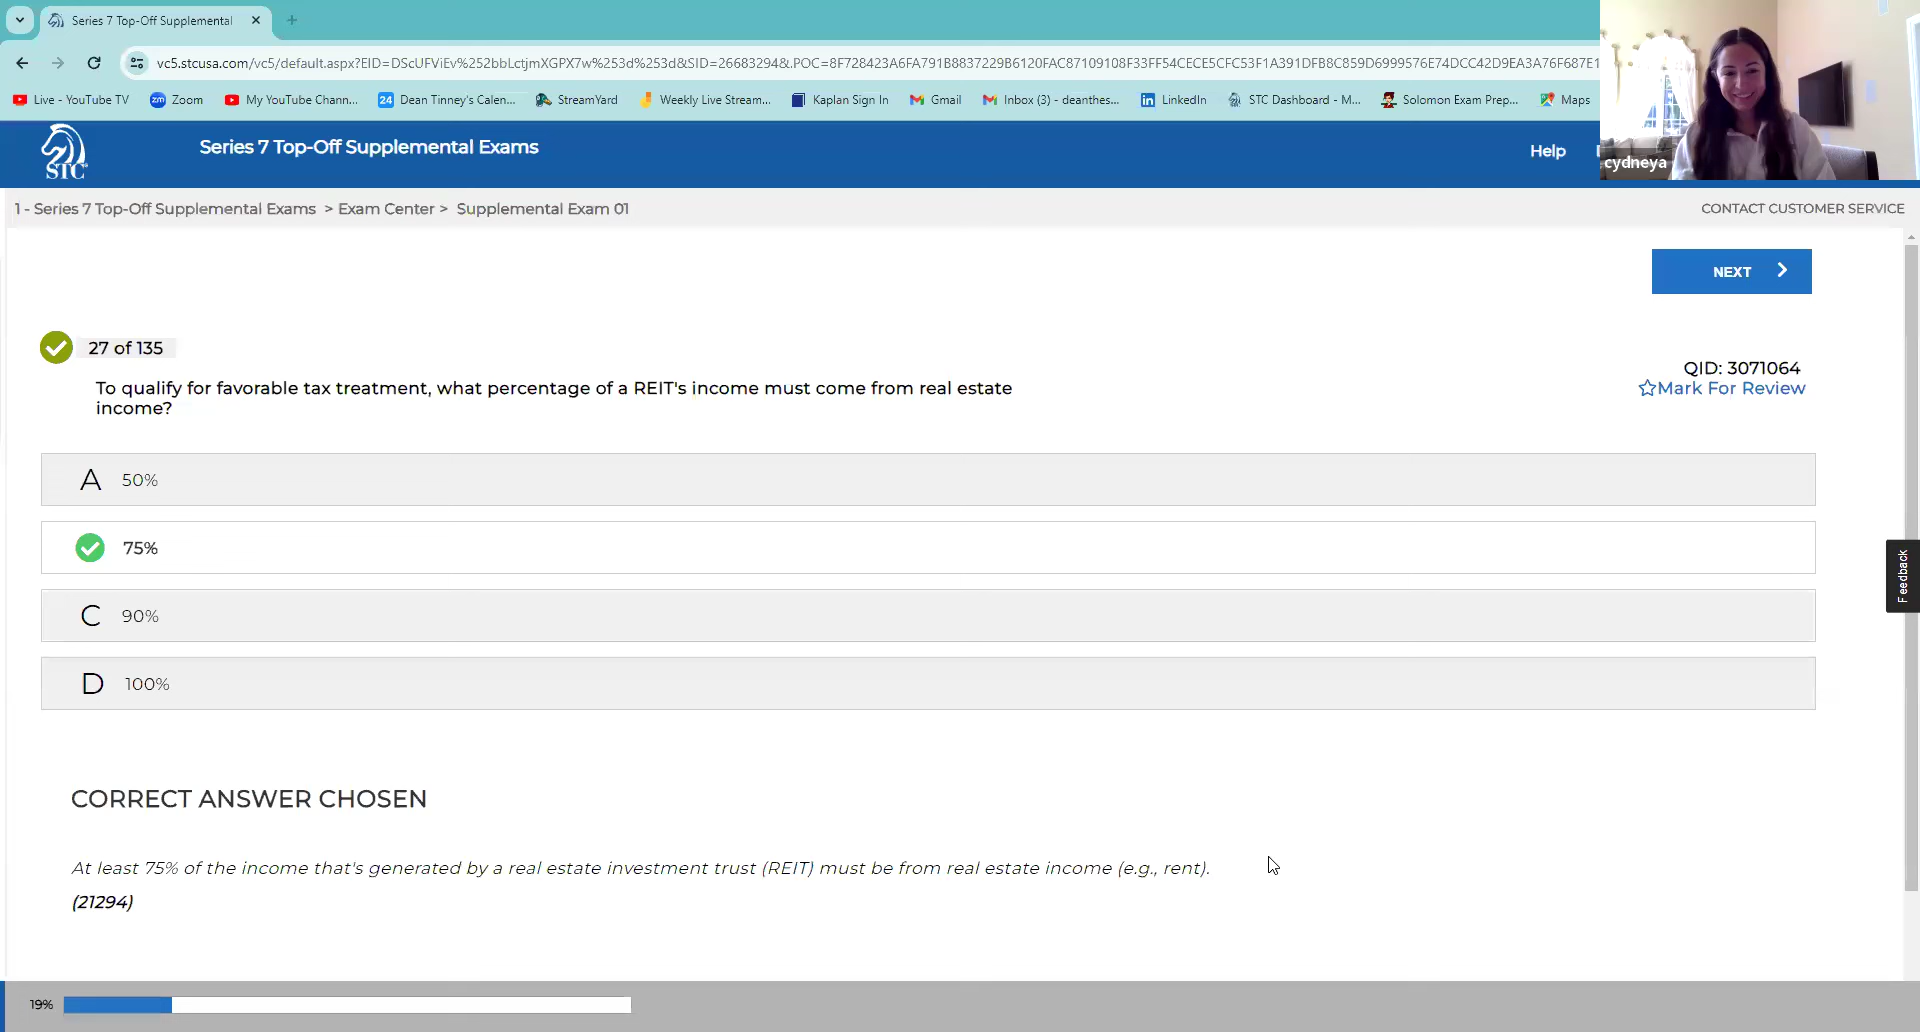 Series 7 Top-Off Supplemental
vc5.stcusa.com/vc5/default.aspx?EID=DScUFViEv%252bbLctjmXGPX7w%253d%253d&SID=26683294&.POC=8F728423A6FA791B8837229B6120FAC87109108F33FF54CECE5CFC53F1A391DFB8C859D6999576E74DCC42D9EA3A76F687E1
Live - YouTube TV
Zoom
My YouTube Chann...
24 Dean Tinney's Calen...
StreamYard
Weekly Live Stream...
Kaplan Sign In
Gmail
Inbox (3) - deanthes...
LinkedIn
STC Dashboard - M...
Solomon Exam Prep...
Maps
cydneya
STC
Series 7 Top-Off Supplemental Exams
Help
1 - Series 7 Top-Off Supplemental Exams > Exam Center > Supplemental Exam 01
CONTACT CUSTOMER SERVICE
NEXT
27 of 135
QID: 3071064
Mark For Review
To qualify for favorable tax treatment, what percentage of a REIT's income must come from real estate
income?
A 50%
75%
C 90%
D 100%
Feedback
CORRECT ANSWER CHOSEN
At least 75% of the income that's generated by a real estate investment trust (REIT) must be from real estate income (e.g., rent).
(21294)
19%